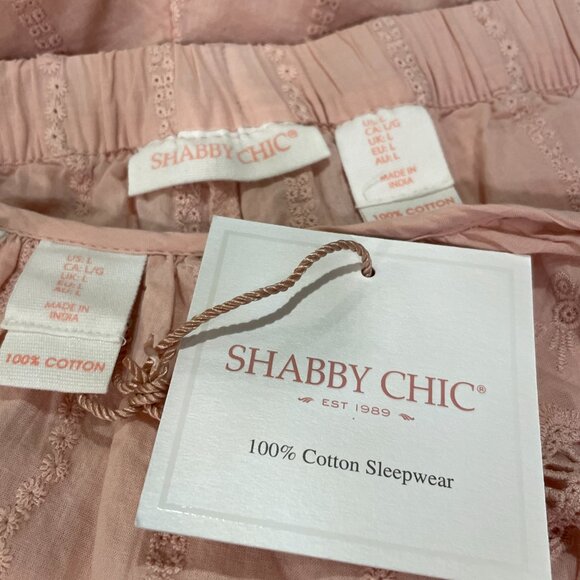 SHABBY CHIC®
US: L
CA: L/G
UK: L
EU: L
AU: L
MADE IN
INDIA
100% COTTON
US: L
CA: L/G
UK: L
EU: L
AU: L
MADE IN
INDIA
100% COTTON
SHABBY CHIC®
EST 1989
100% Cotton Sleepwear